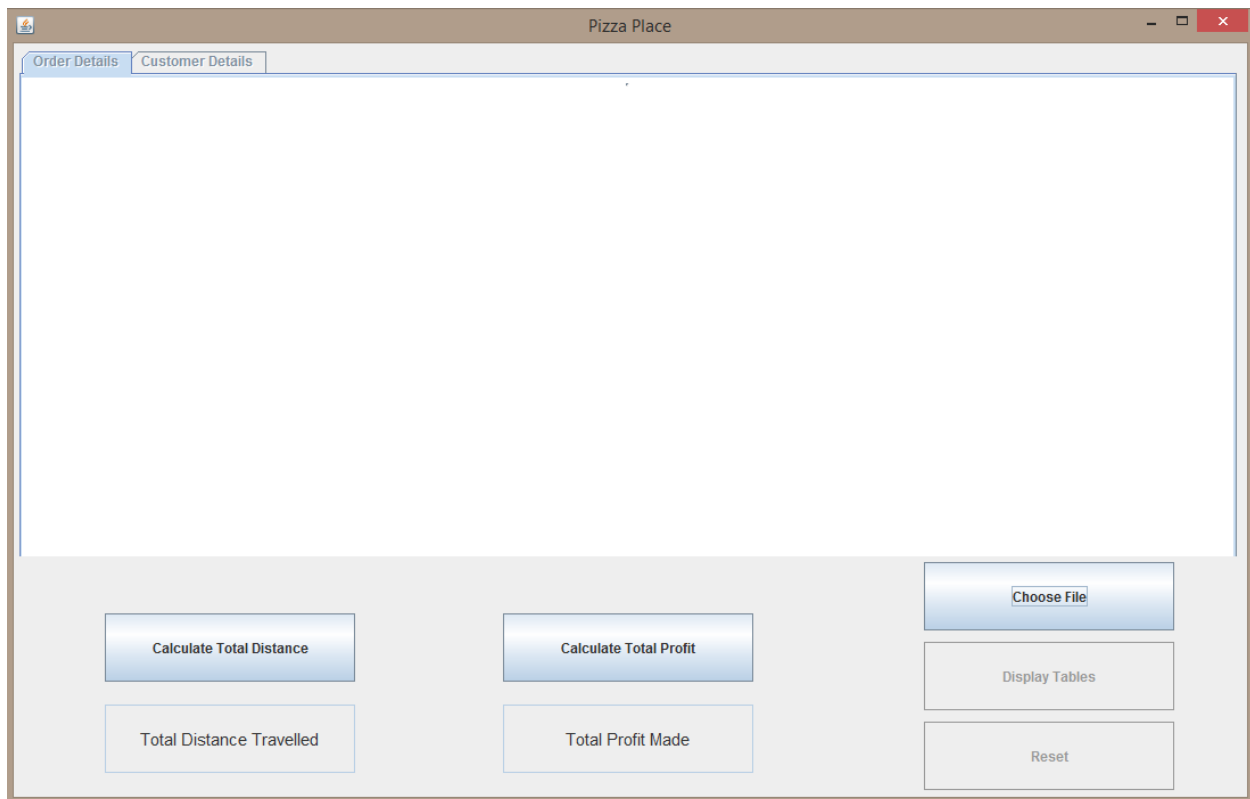 Pizza Place
Order Details Customer Details
Choose File
Calculate Total Distance Calculate Total Profit
Display Tables
Total Distance Travelled Total Profit Made
Reset